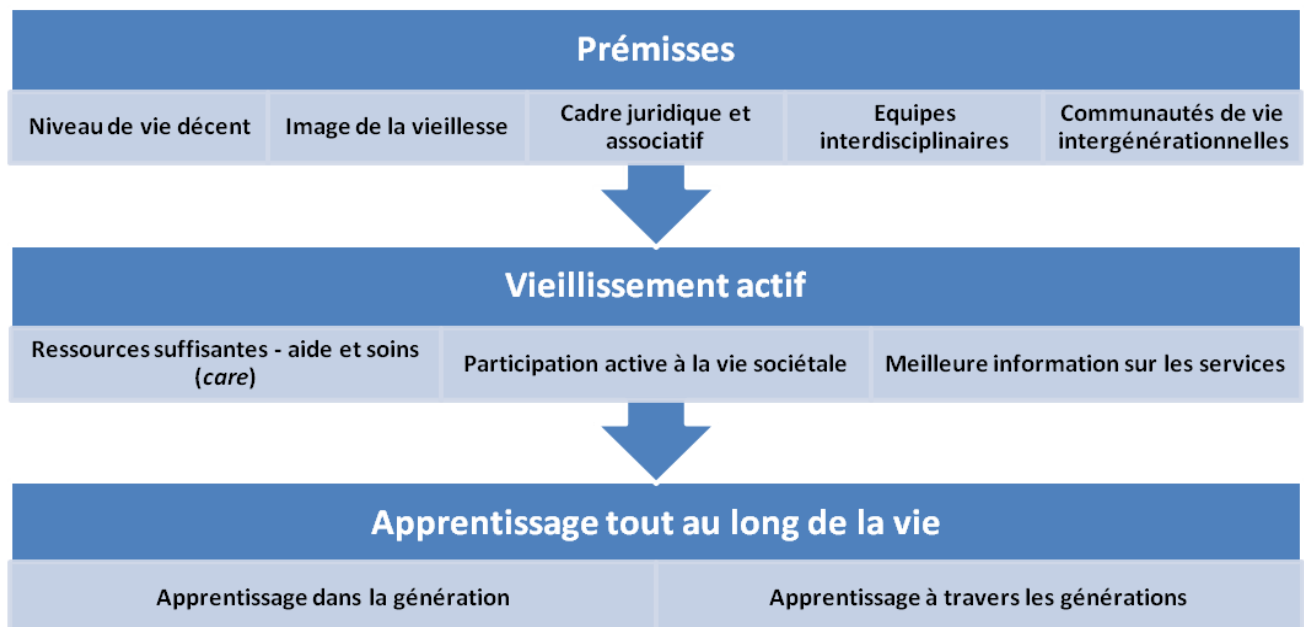 Prémisses
Niveau de vie décent
Image de la vieillesse
Cadre juridique et
associatif
Equipes
interdisciplinaires
Communautés de vie
intergénérationnelles
Vieillissement actif
Ressources suffisantes - aide et soins
(care)
Participation active à la vie sociétale
Meilleure information sur les services
Apprentissage tout au long de la vie
Apprentissage dans la génération
Apprentissage à travers les générations